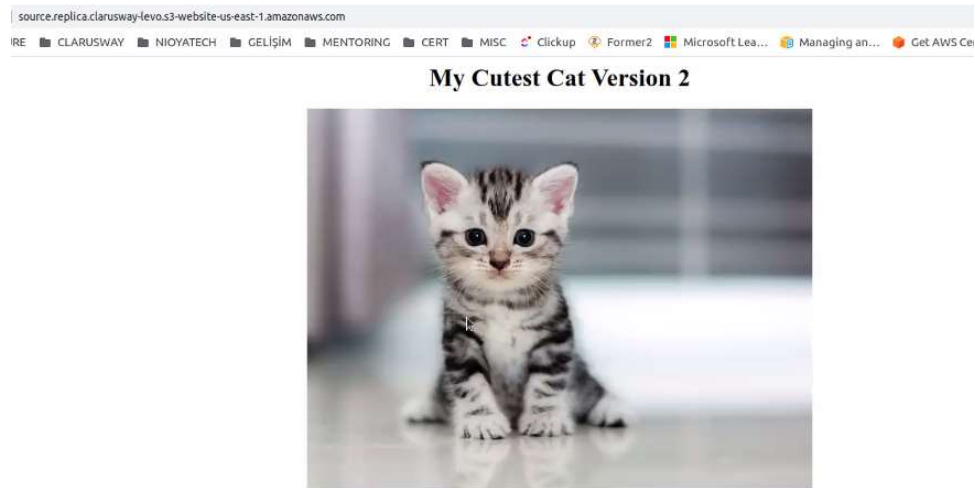 source.replica.clarusway-levo.s3-website-us-east-1.amazonaws.com
RE CLARUSWAY NIOYATECH GELİŞİM MENTORING CERT MISC Clickup Former2 Microsoft Lea... Managing an... Get AWS Cer
My Cutest Cat Version 2